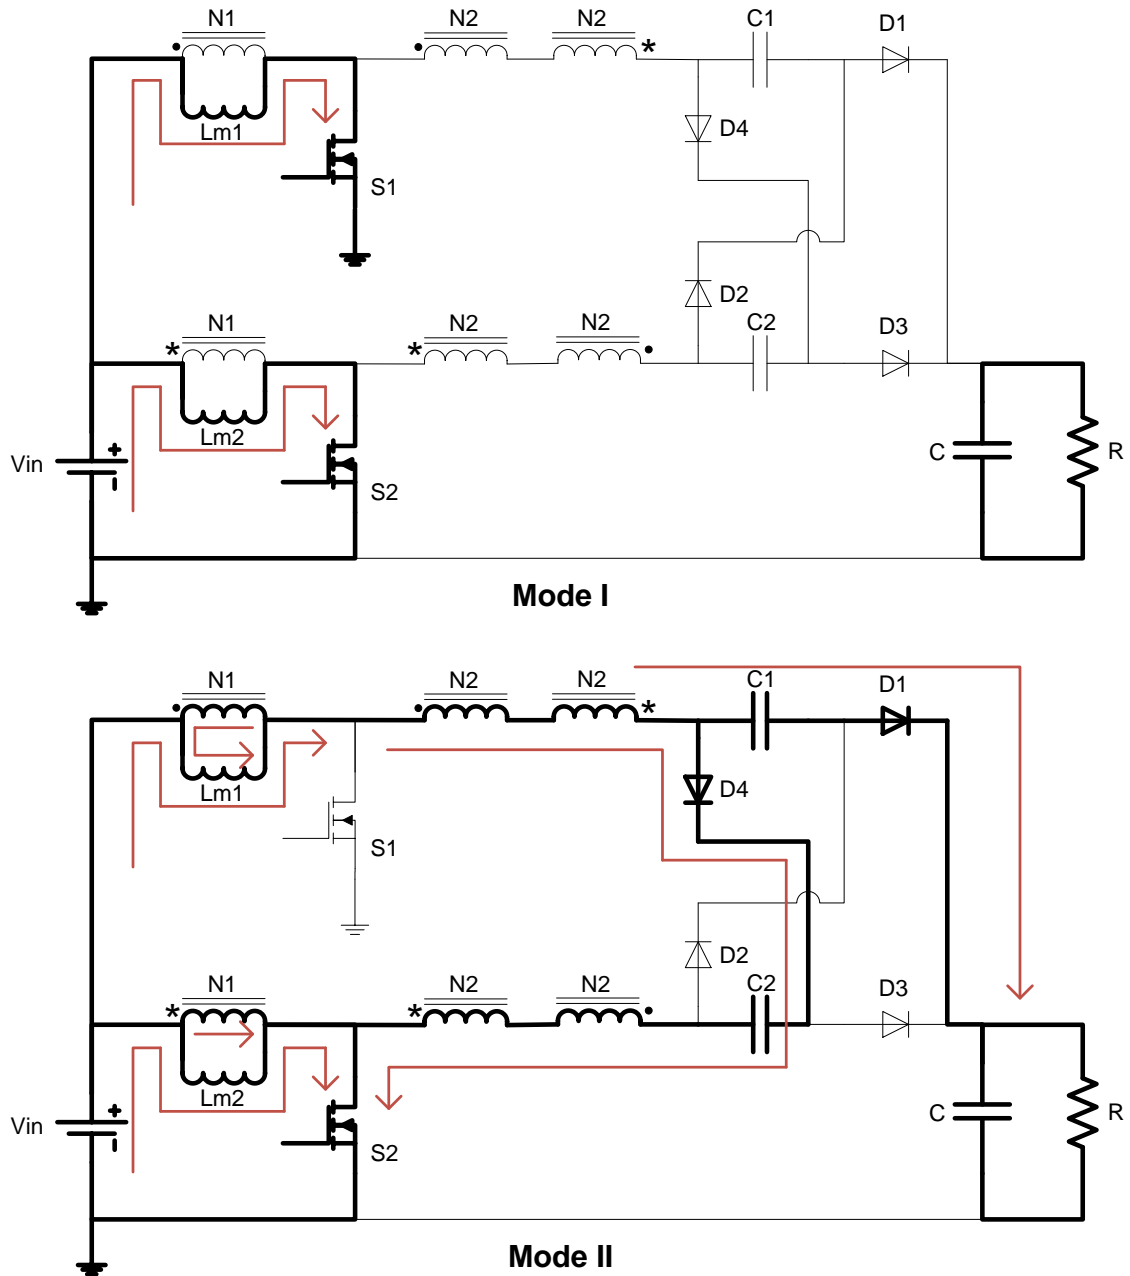 N1 N2 N2 C1 D1
• • *
Lm1 D4
S1
D2
N1 N2 N2 C2 D3
* * •
Lm2
Vin + - S2 C R
Mode I
N1 N2 N2 C1 D1
• • *
Lm1 D4
S1
D2
N1 N2 N2 C2 D3
* * •
Lm2
Vin + - S2 C R
Mode II